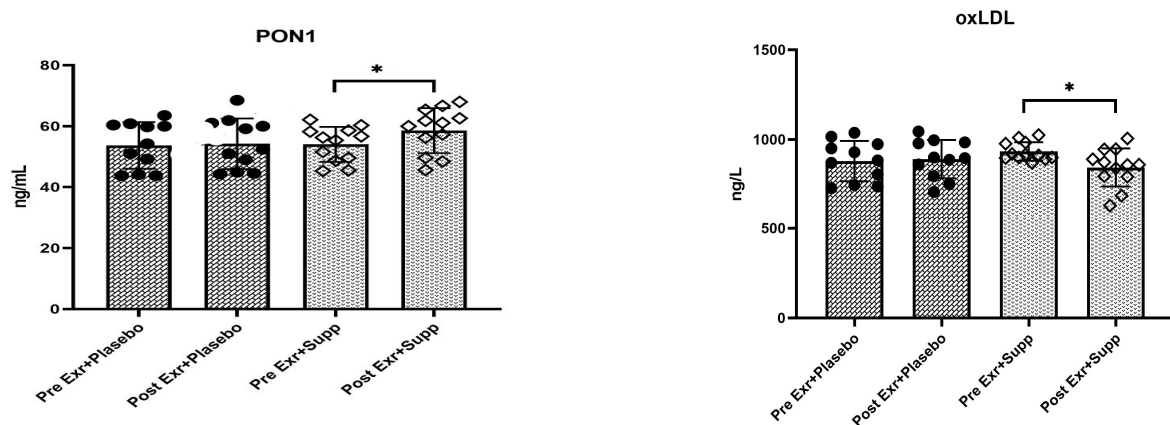 PON1
80
60
40
20
0
ng/mL
*
Pre Exr+Plasebo
Post Exr+Plasebo
Pre Exr+Supp
Post Exr+Supp
oxLDL
1500
1000
500
0
ng/L
*
Pre Exr+Plasebo
Post Exr+Plasebo
Pre Exr+Supp
Post Exr+Supp